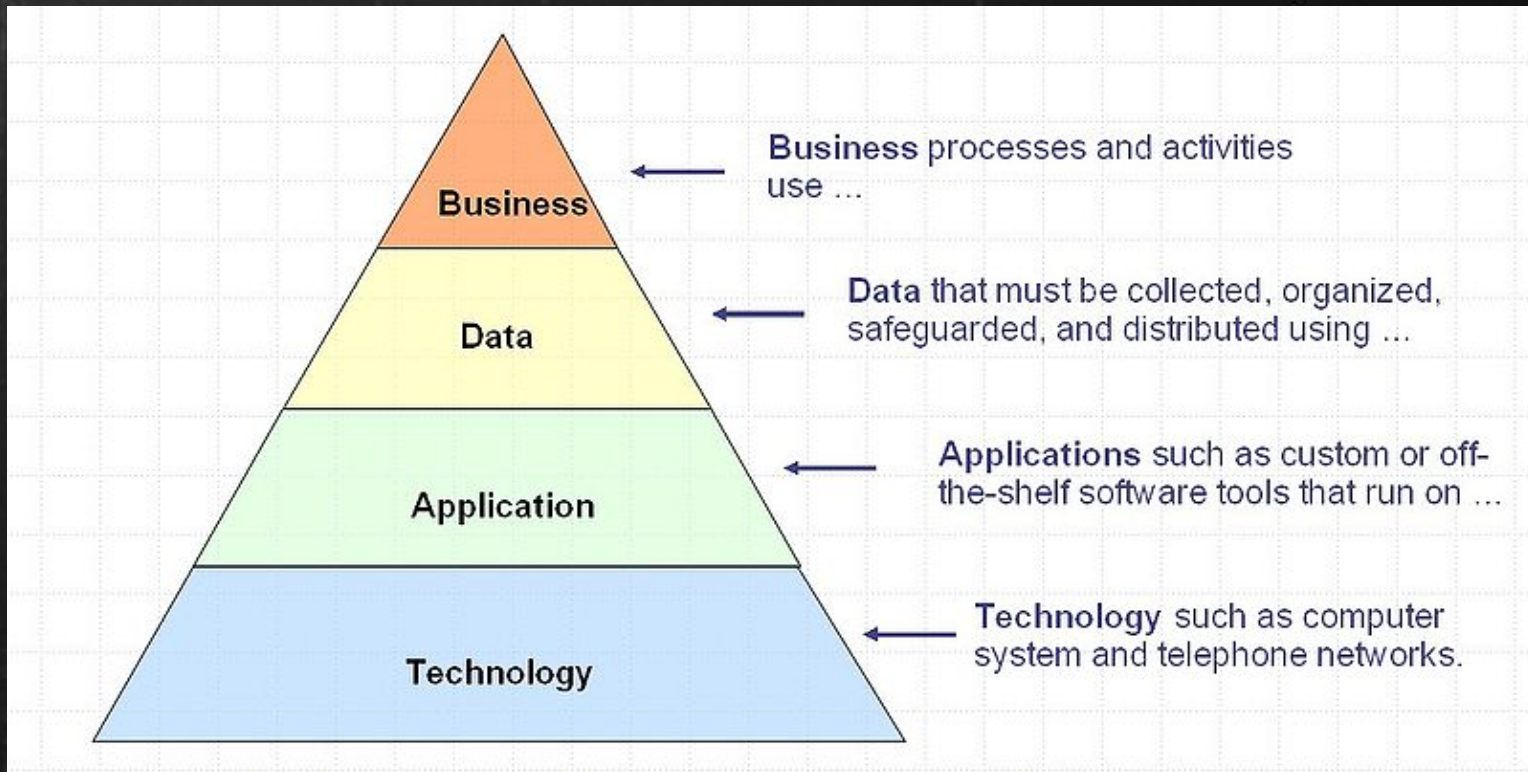 Business
Business processes and activities
use ...
Data
Data that must be collected, organized,
safeguarded, and distributed using ...
Application
Applications such as custom or off-
the-shelf software tools that run on ...
Technology
Technology such as computer
system and telephone networks.